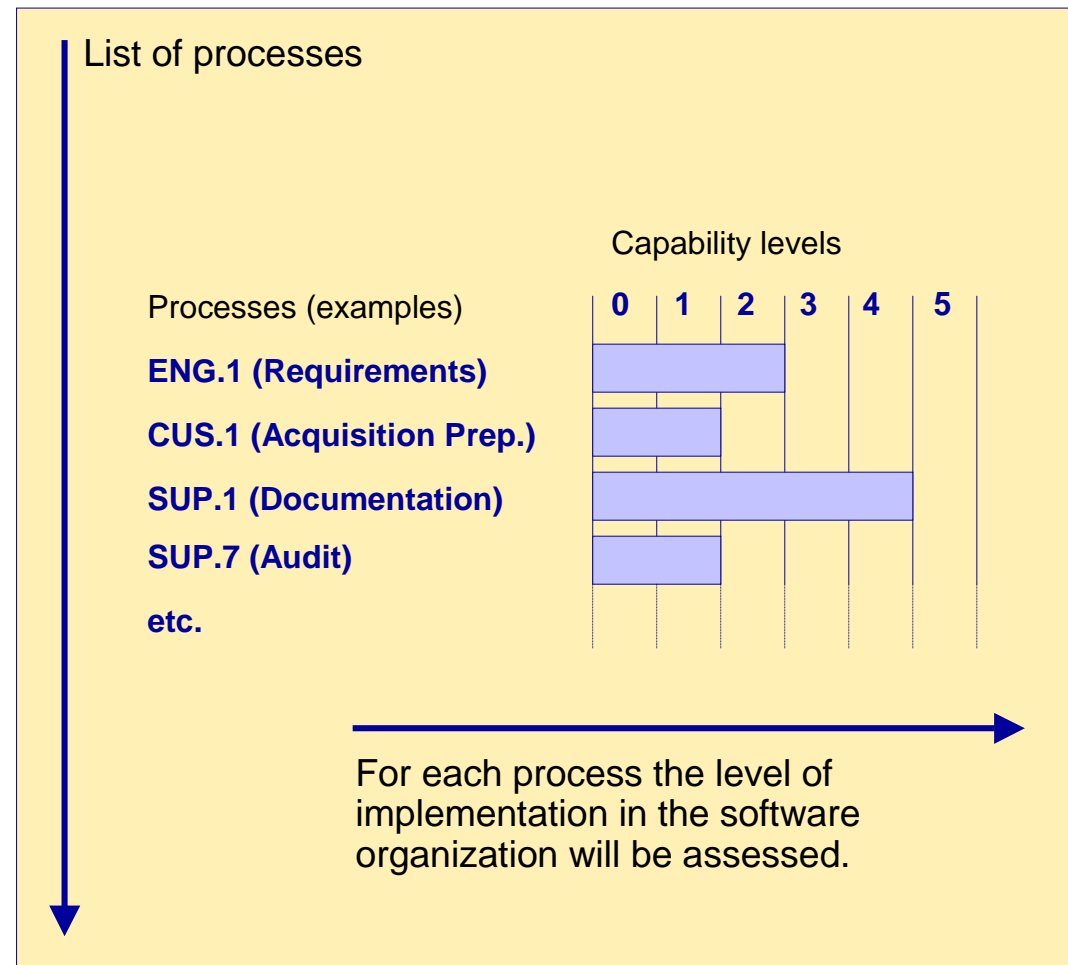 List of processes
Capability levels
Processes (examples) 0 1 2 3 4 5
ENG.1 (Requirements)
CUS.1 (Acquisition Prep.)
SUP.1 (Documentation)
SUP.7 (Audit)
etc.
For each process the level of
implementation in the software
organization will be assessed.